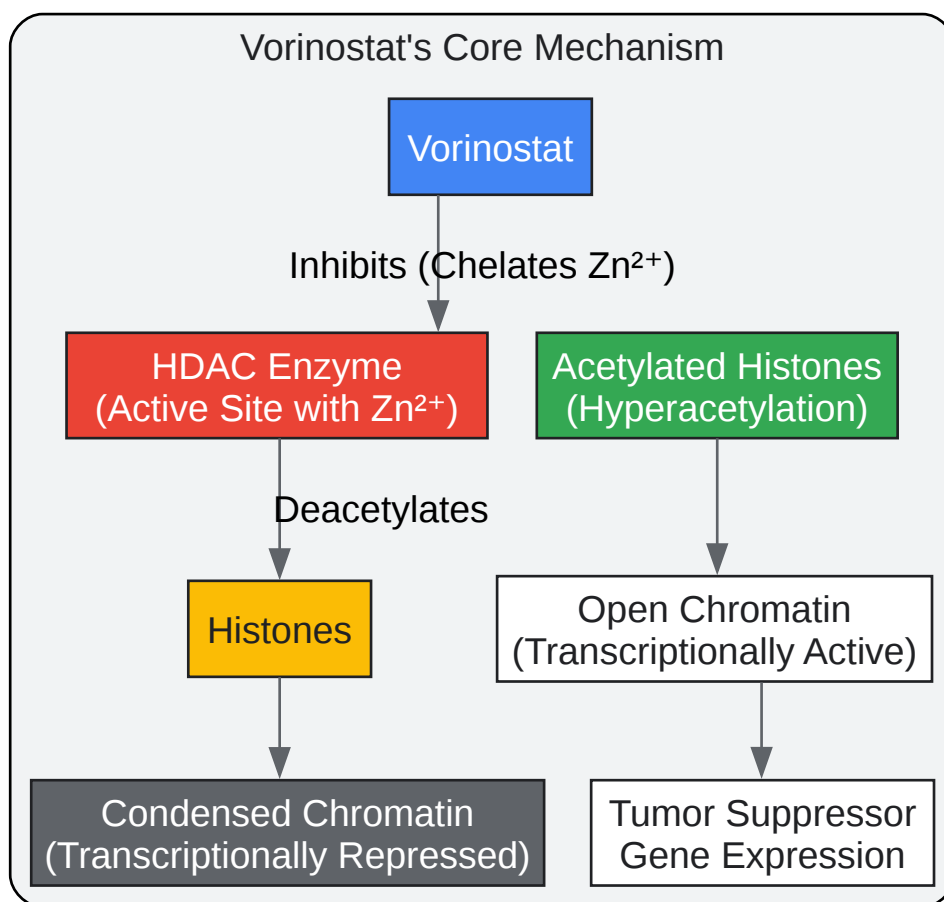 Vorinostat's Core Mechanism
Vorinostat
Inhibits (Chelates Zn²⁺)
HDAC Enzyme
(Active Site with Zn²⁺)
Acetylated Histones
(Hyperacetylation)
Deacetylates
Histones
Open Chromatin
(Transcriptionally Active)
Condensed Chromatin
(Transcriptionally Repressed)
Tumor Suppressor
Gene Expression